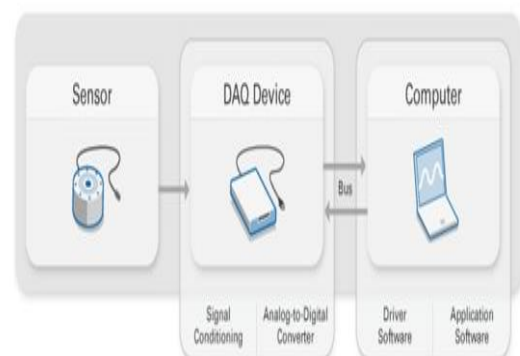 Sensor
DAQ Device
Computer
Bus
Signal
Conditioning
Analog-to-Digital
Converter
Driver
Software
Application
Software